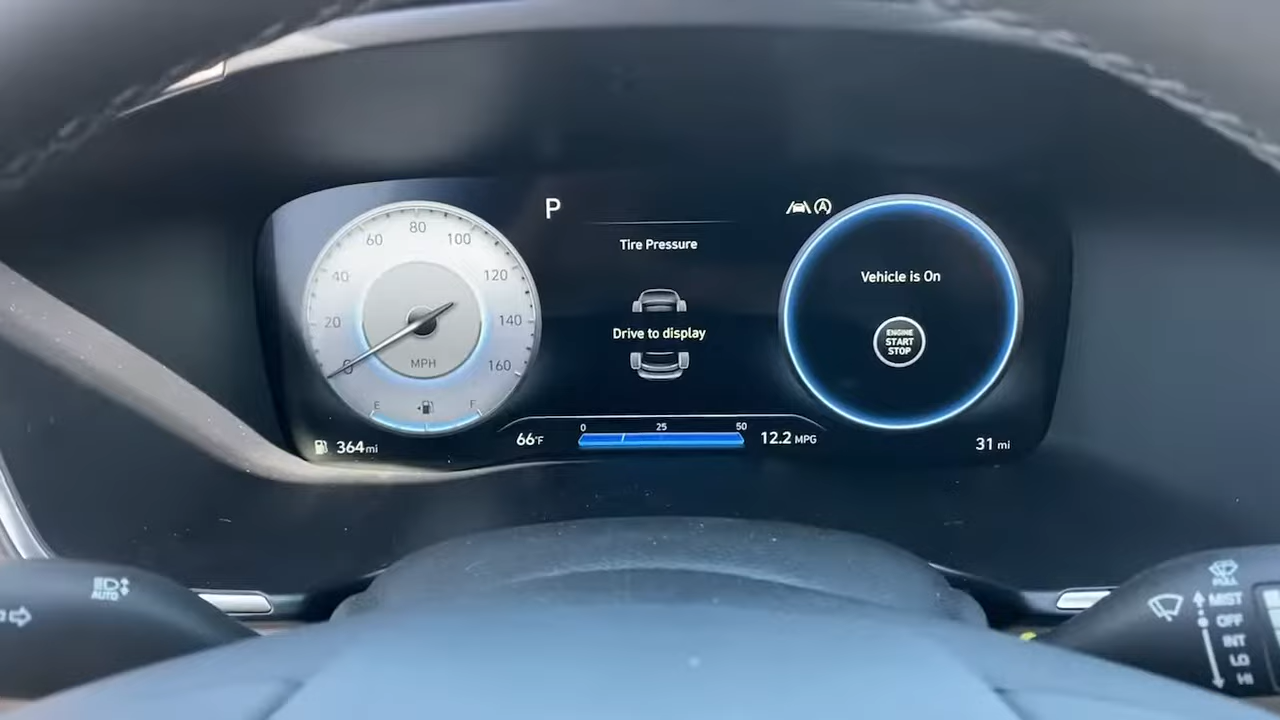 P
Tire Pressure
Drive to display
0 20 40 60 80 100 120 140 160
MPH
E F
364mi
66°F
0 25 50
12.2 MPG
A
Vehicle is On
ENGINE
START
STOP
31 mi
AUTO
PULL
MIST
OFF
INT
LO
HI